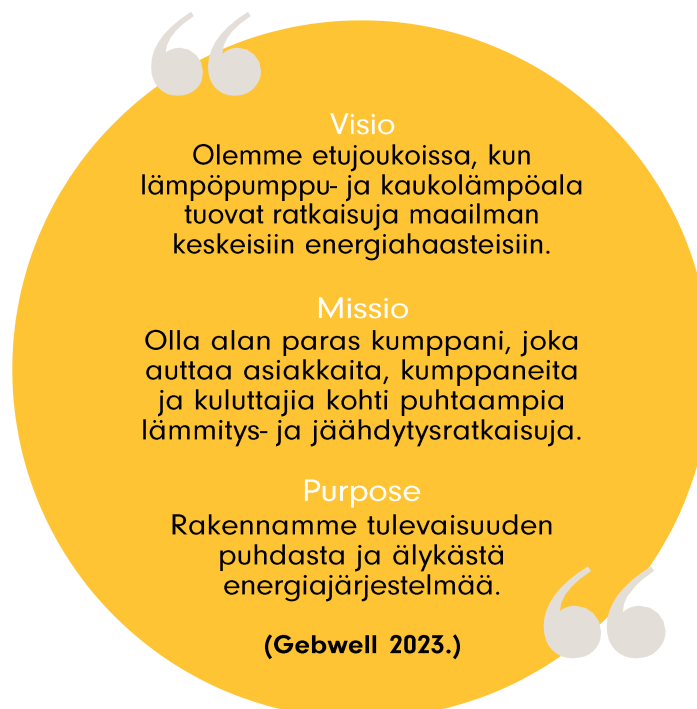 Visio
Olemme etujoukoissa, kun
lämpöpumppu- ja kaukolämpöala
tuovat ratkaisuja maailman
keskeisiin energiahaasteisiin.
Missio
Olla alan paras kumppani, joka
auttaa asiakkaita, kumppaneita
ja kuluttajia kohti puhtaampia
lämmitys- ja jäähdytysratkaisuja.
Purpose
Rakennamme tulevaisuuden
puhdasta ja älykästä
energiajärjestelmää.
(Gebwell 2023.)